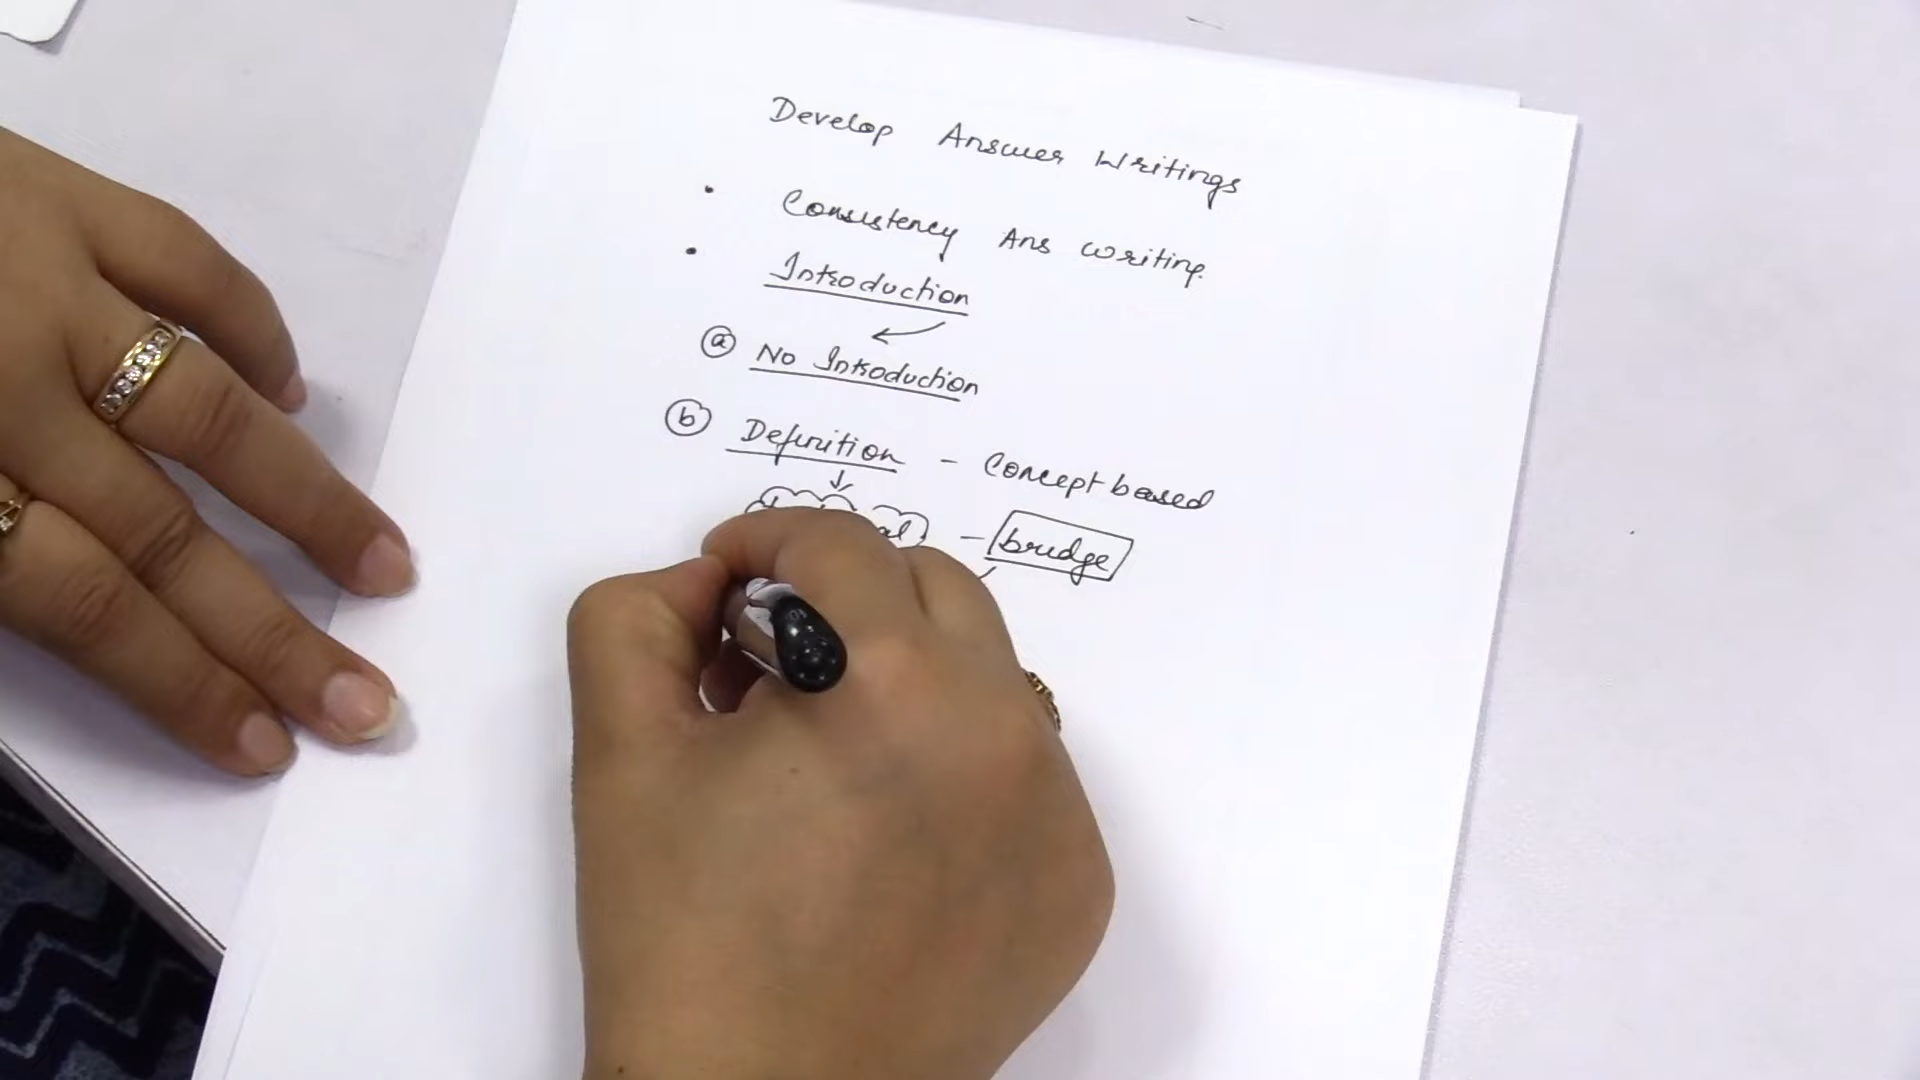 Develop Answer Writings
• Consistency Ans writing.
• Introduction
(a) No Introduction
(b) Definition - Concept based
- bridge